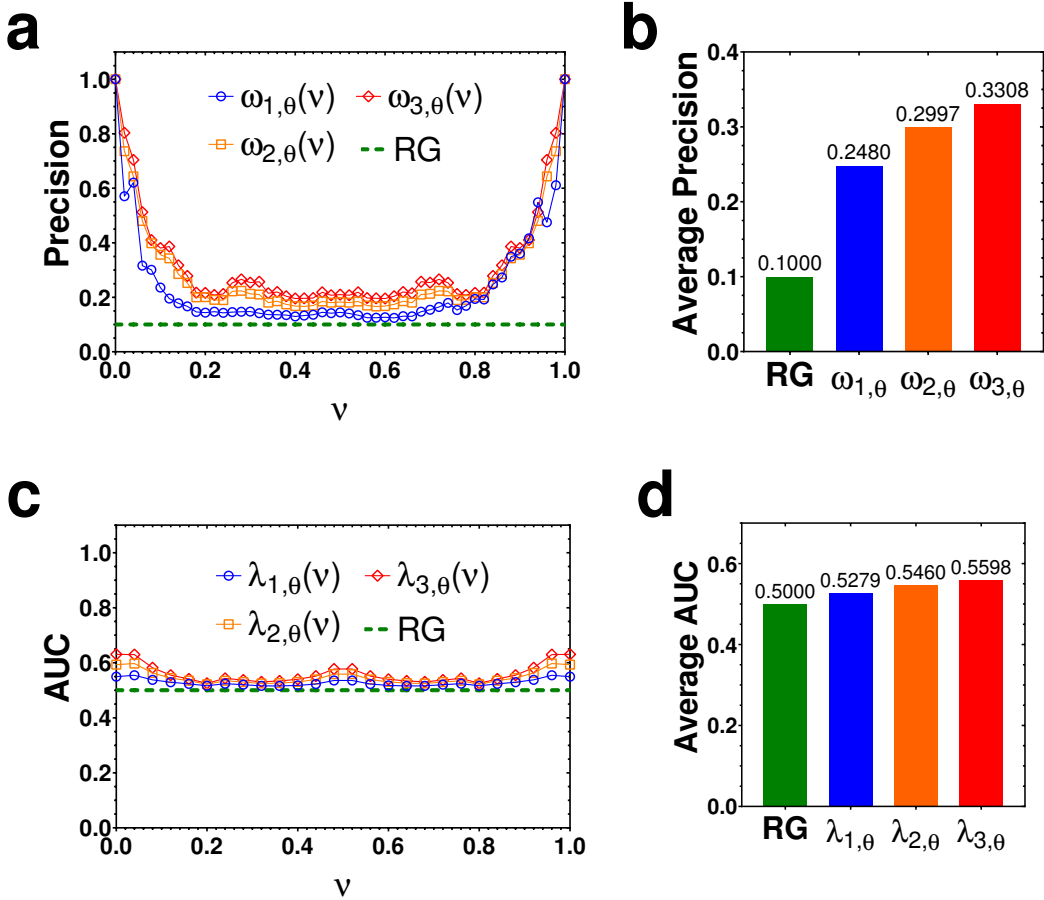 a
Precision
1.0
0.8
0.6
0.4
0.2
0.0
ω1,θ(ν)
ω3,θ(ν)
ω2,θ(ν)
RG
0.0 0.2 0.4 0.6 0.8 1.0
ν
b
Average Precision
0.4
0.3
0.2
0.1
0.0
0.1000
0.2480
0.2997
0.3308
RG ω1,θ ω2,θ ω3,θ
c
AUC
1.0
0.8
0.6
0.4
0.2
0.0
λ1,θ(ν)
λ3,θ(ν)
λ2,θ(ν)
RG
0.0 0.2 0.4 0.6 0.8 1.0
ν
d
Average AUC
0.6
0.4
0.2
0.0
0.5000
0.5279
0.5460
0.5598
RG λ1,θ λ2,θ λ3,θ